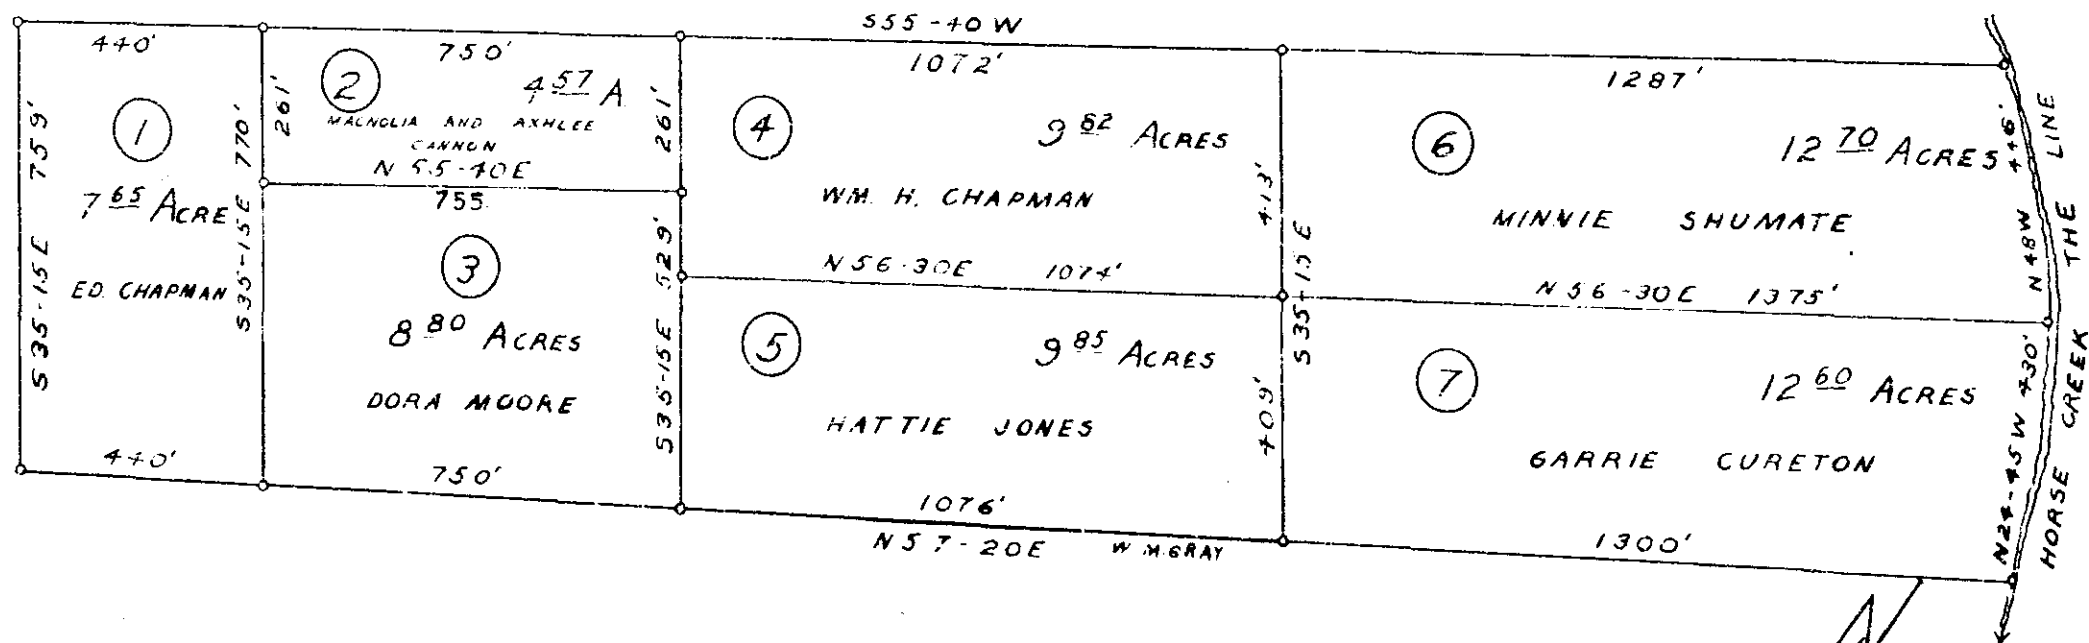 S55-40 W
440'
759'
S35-15E
1
7 65 ACRE
ED. CHAPMAN
440'
770'
S35-15E
261'
750'
2
4 57 A.
MAGNOLIA AND AXHLEE
CANNON
N 55-40E
755
3
8 80 ACRES
DORA MOORE
750'
261'
529'
S35-15E
1072'
4
9 82 ACRES
WM. H. CHAPMAN
N 56-30E 1074'
5
9 85 ACRES
HATTIE JONES
1076'
N 57-20E W.M.GRAY
413'
S35-15E
409'
1287'
6
12 70 ACRES
MINNIE SHUMATE
N 56-30E 1375'
7
12 60 ACRES
GARRIE CURETON
1300'
N48W 446'
N24-45W 430'
HORSE CREEK THE LINE
N